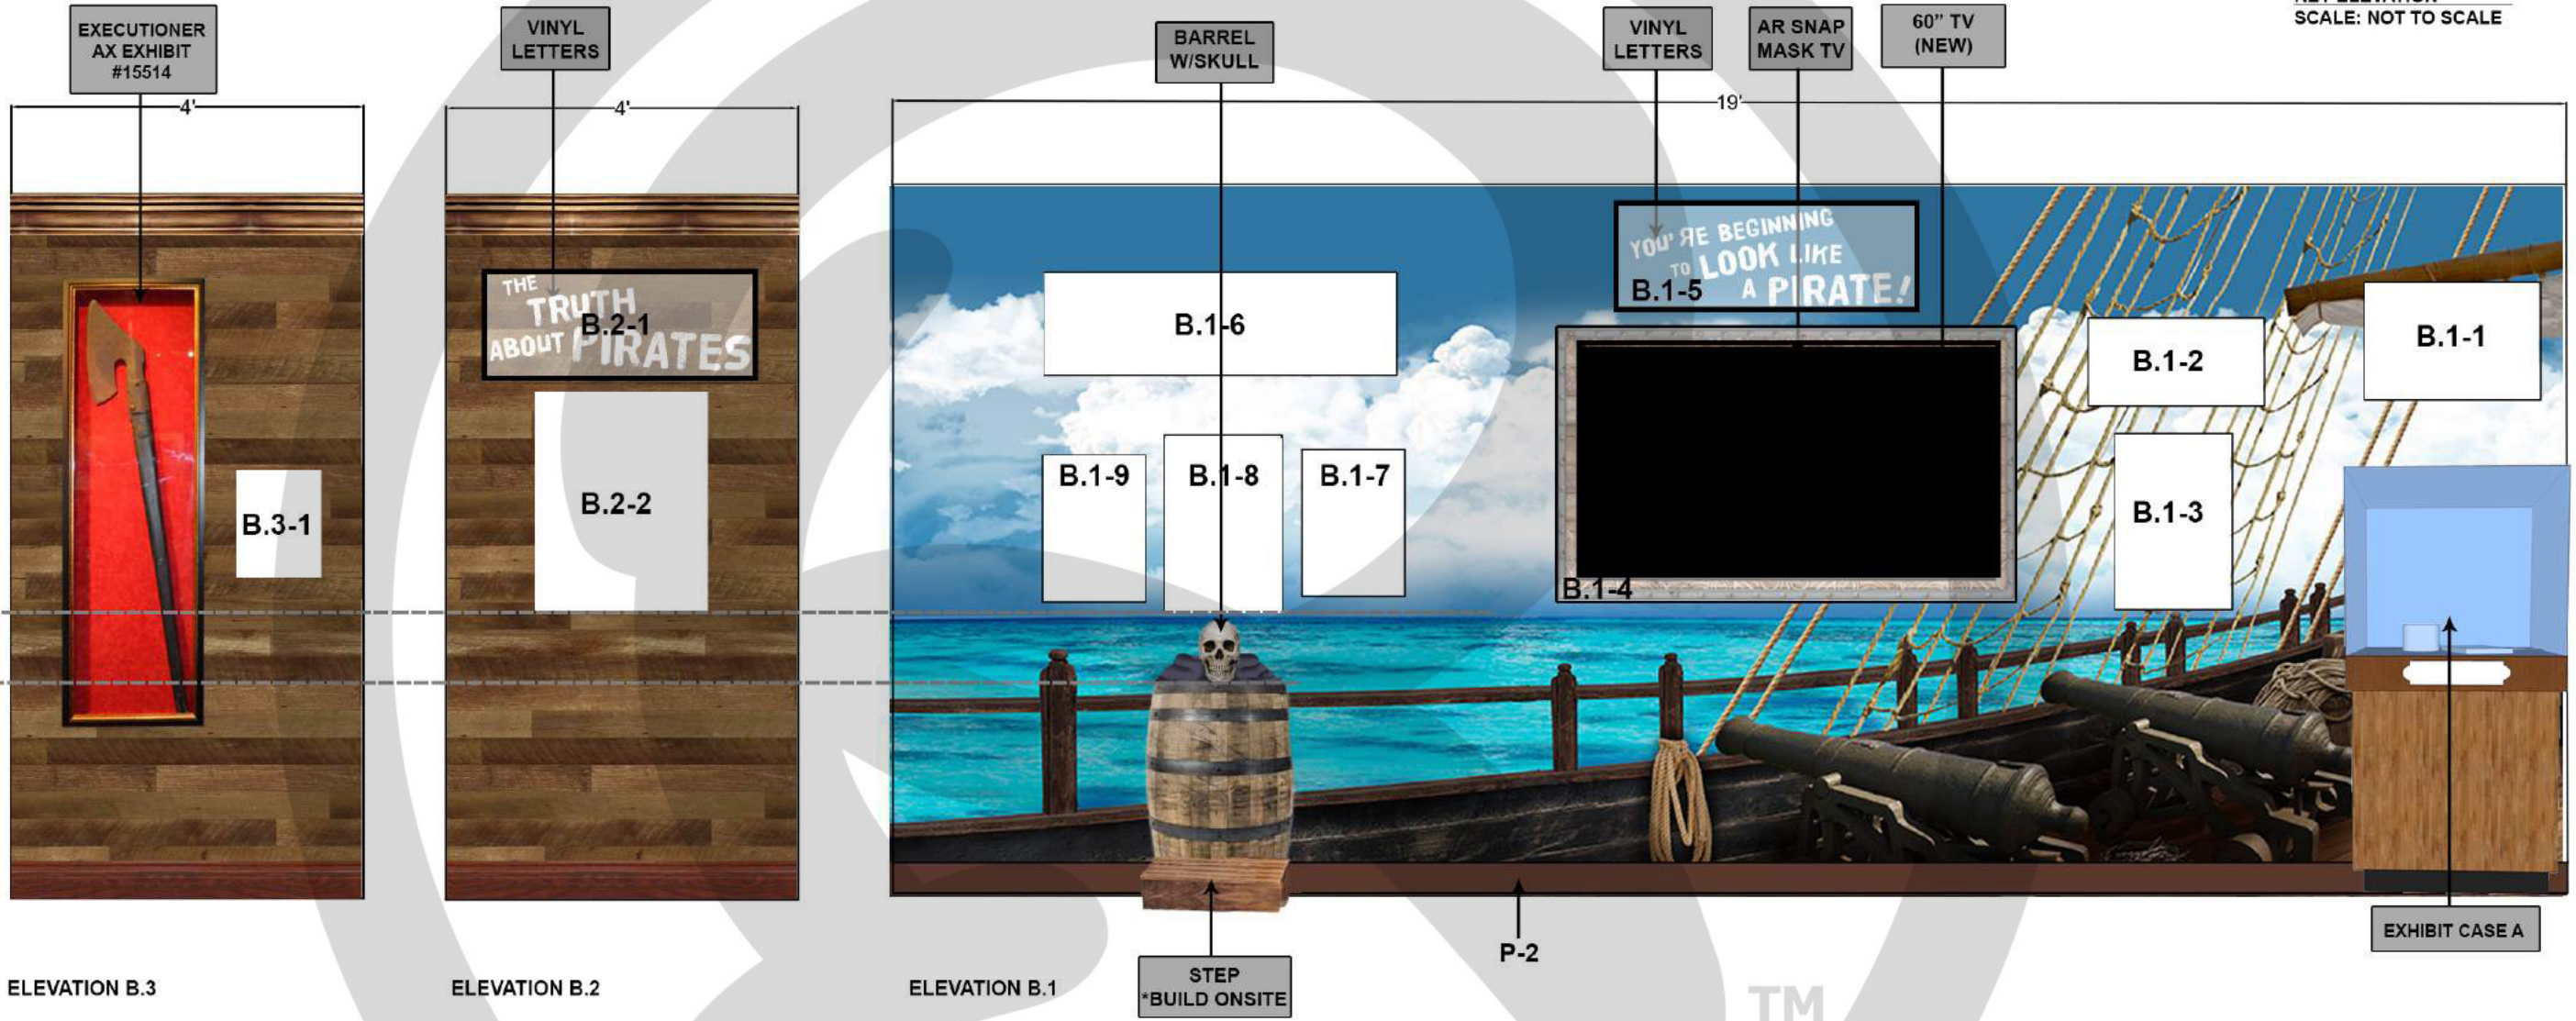 EXECUTIONER
AX EXHIBIT
#15514
VINYL
LETTERS
BARREL
W/SKULL
VINYL
LETTERS
AR SNAP
MASK TV
60" TV
(NEW)
SCALE: NOT TO SCALE
4'
4'
19'
THE
TRUTH
ABOUT PIRATES
B.2-1
B.2-2
B.3-1
B.1-6
B.1-9
B.1-8
B.1-7
YOU'RE BEGINNING
TO LOOK LIKE
A PIRATE!
B.1-5
B.1-4
B.1-2
B.1-1
B.1-3
P-2
EXHIBIT CASE A
STEP
*BUILD ONSITE
ELEVATION B.3
ELEVATION B.2
ELEVATION B.1
TM